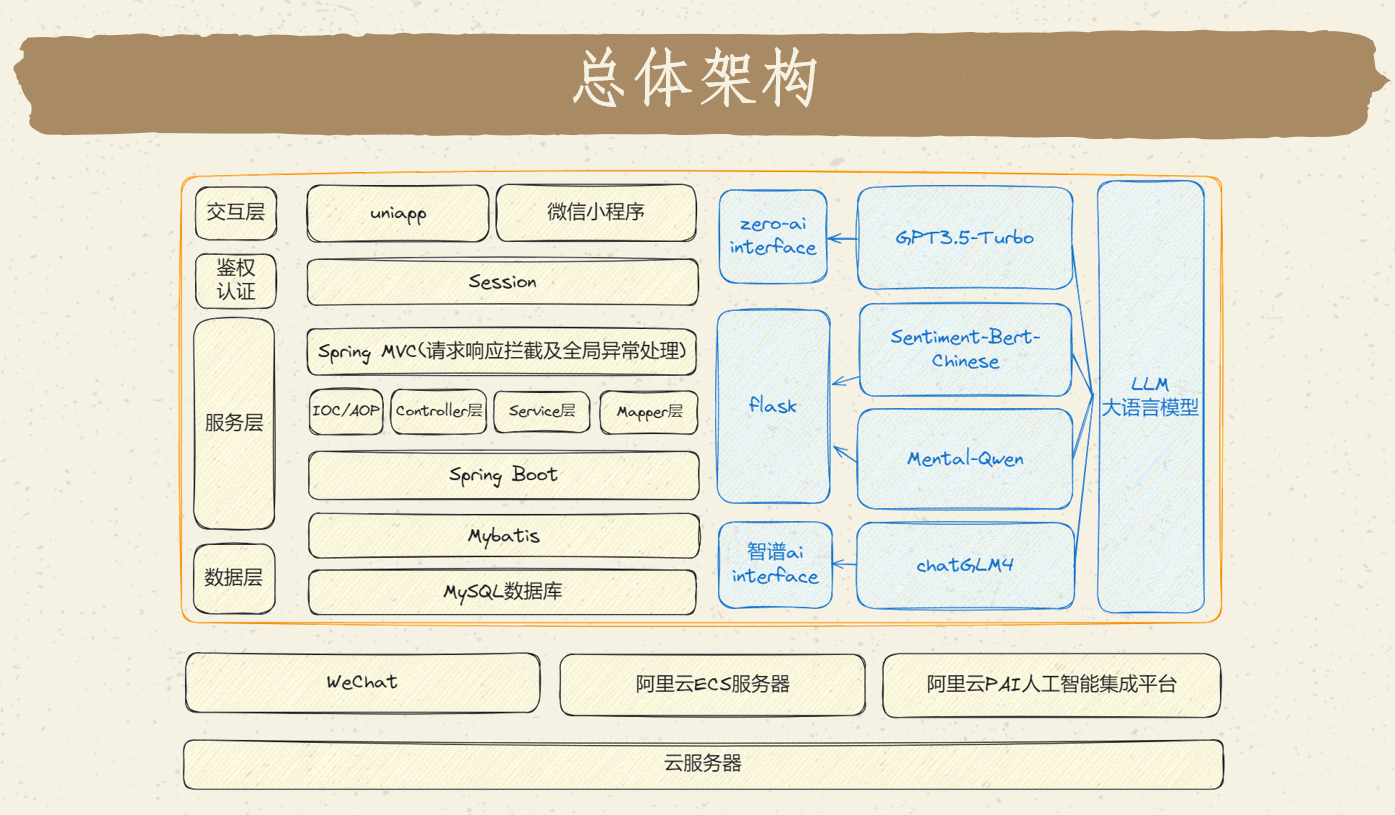 总体架构
交互层
uniapp
微信小程序
鉴权
认证
Session
服务层
Spring MVC(请求响应拦截及全局异常处理)
IOC/AOP
Controller层
Service层
Mapper层
Spring Boot
Mybatis
数据层
MySQL数据库
zero-ai
interface
GPT3.5-Turbo
flask
Sentiment-Bert-
Chinese
Mental-Qwen
智谱ai
interface
chatGLM4
LLM
大语言模型
WeChat
阿里云ECS服务器
阿里云PAI人工智能集成平台
云服务器